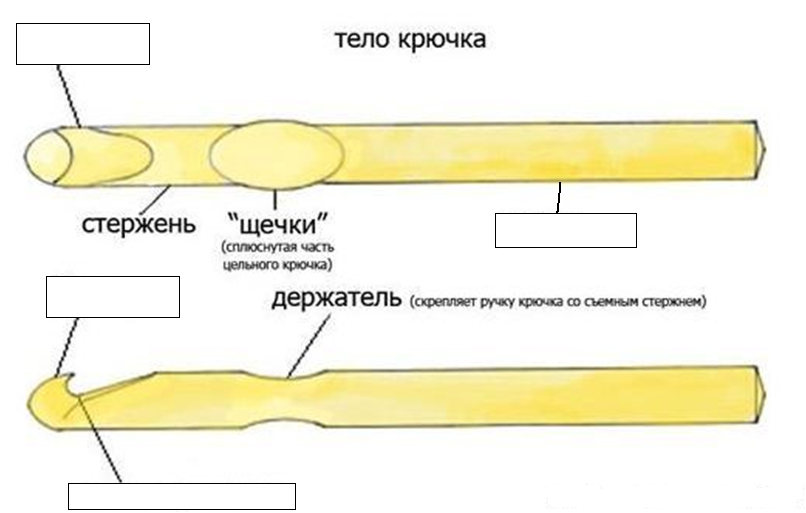 тело крючка
стержень
“щечки”
(сплюснутая часть
цельного крючка)
держатель (скрепляет ручку крючка со съемным стержнем)